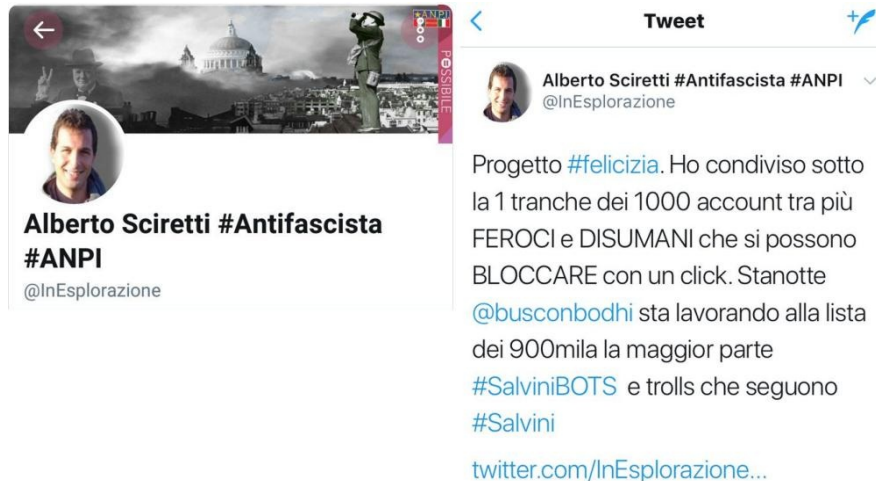 ANPI
POSSIBILE
Alberto Sciretti #Antifascista
#ANPI
@InEsplorazione
Tweet
Alberto Sciretti #Antifascista #ANPI
@InEsplorazione
Progetto #felicizia. Ho condiviso sotto
la 1 tranche dei 1000 account tra più
FEROCI e DISUMANI che si possono
BLOCCARE con un click. Stanotte
@busconbodhi sta lavorando alla lista
dei 900mila la maggior parte
#SalviniBOTS e trolls che seguono
#Salvini
twitter.com/InEsplorazione...